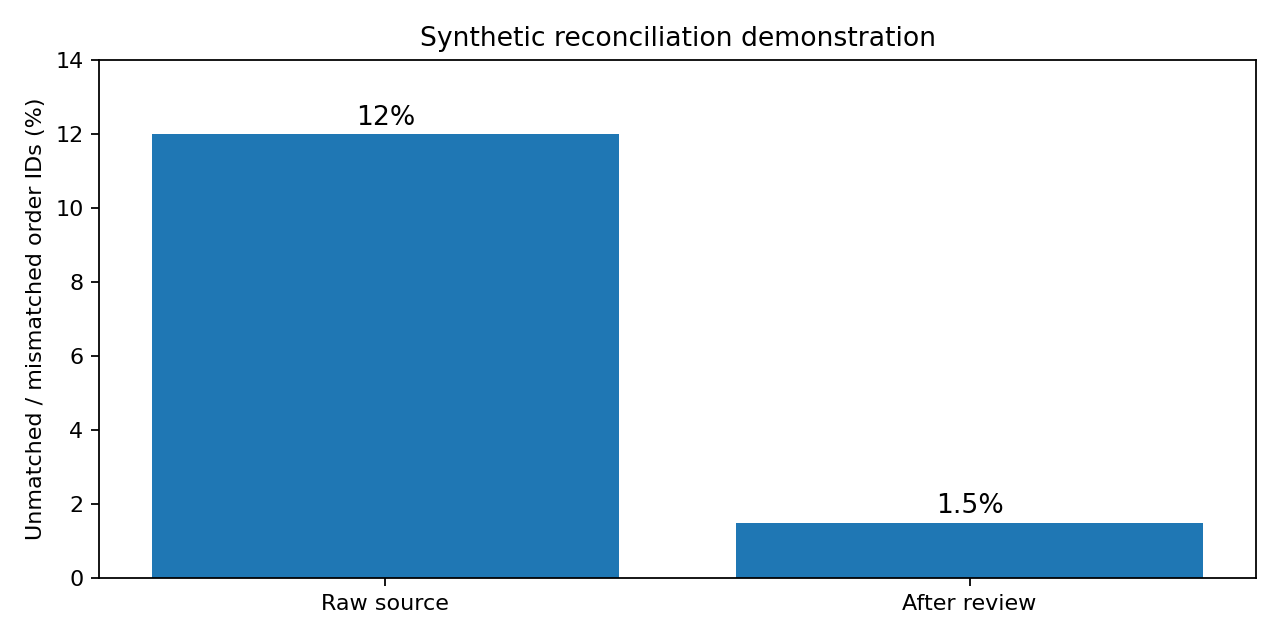 Synthetic reconciliation demonstration
Unmatched / mismatched order IDs (%)
14
12
10
8
6
4
2
0
12%
1.5%
Raw source
After review